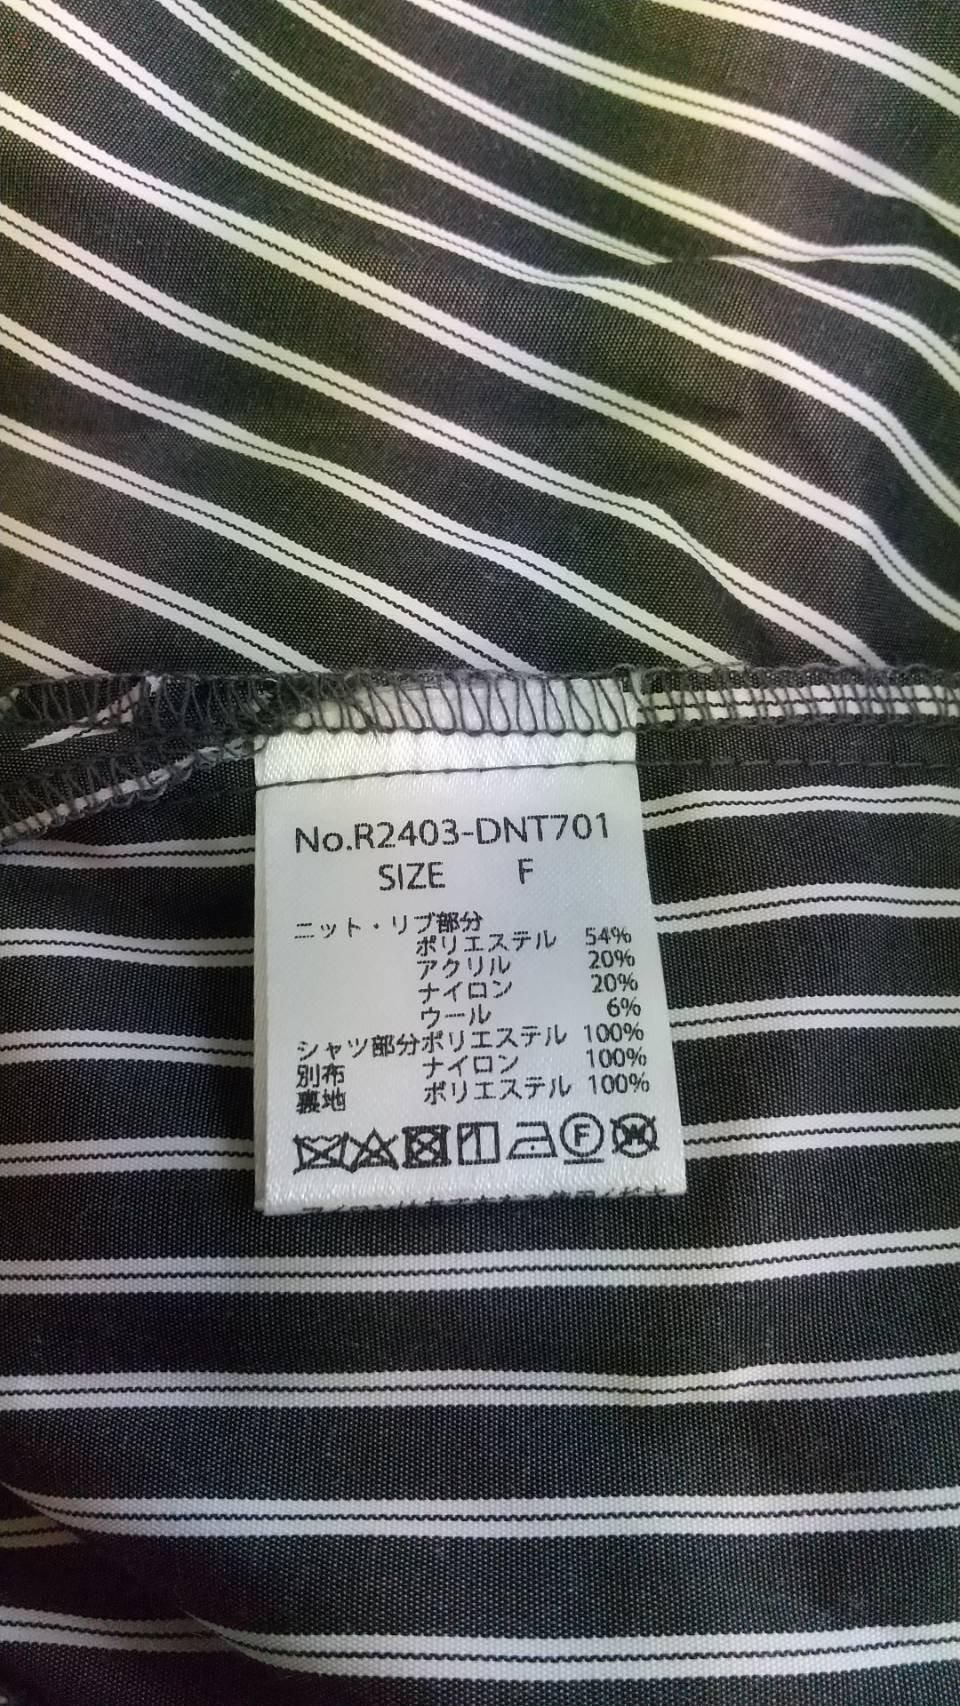 No.R2403-DNT701
SIZE F
ニット・リブ部分
ポリエステル 54%
アクリル 20%
ナイロン 20%
ウール 6%
シャツ部分ポリエステル 100%
別布 ナイロン 100%
裏地 ポリエステル 100%
F W